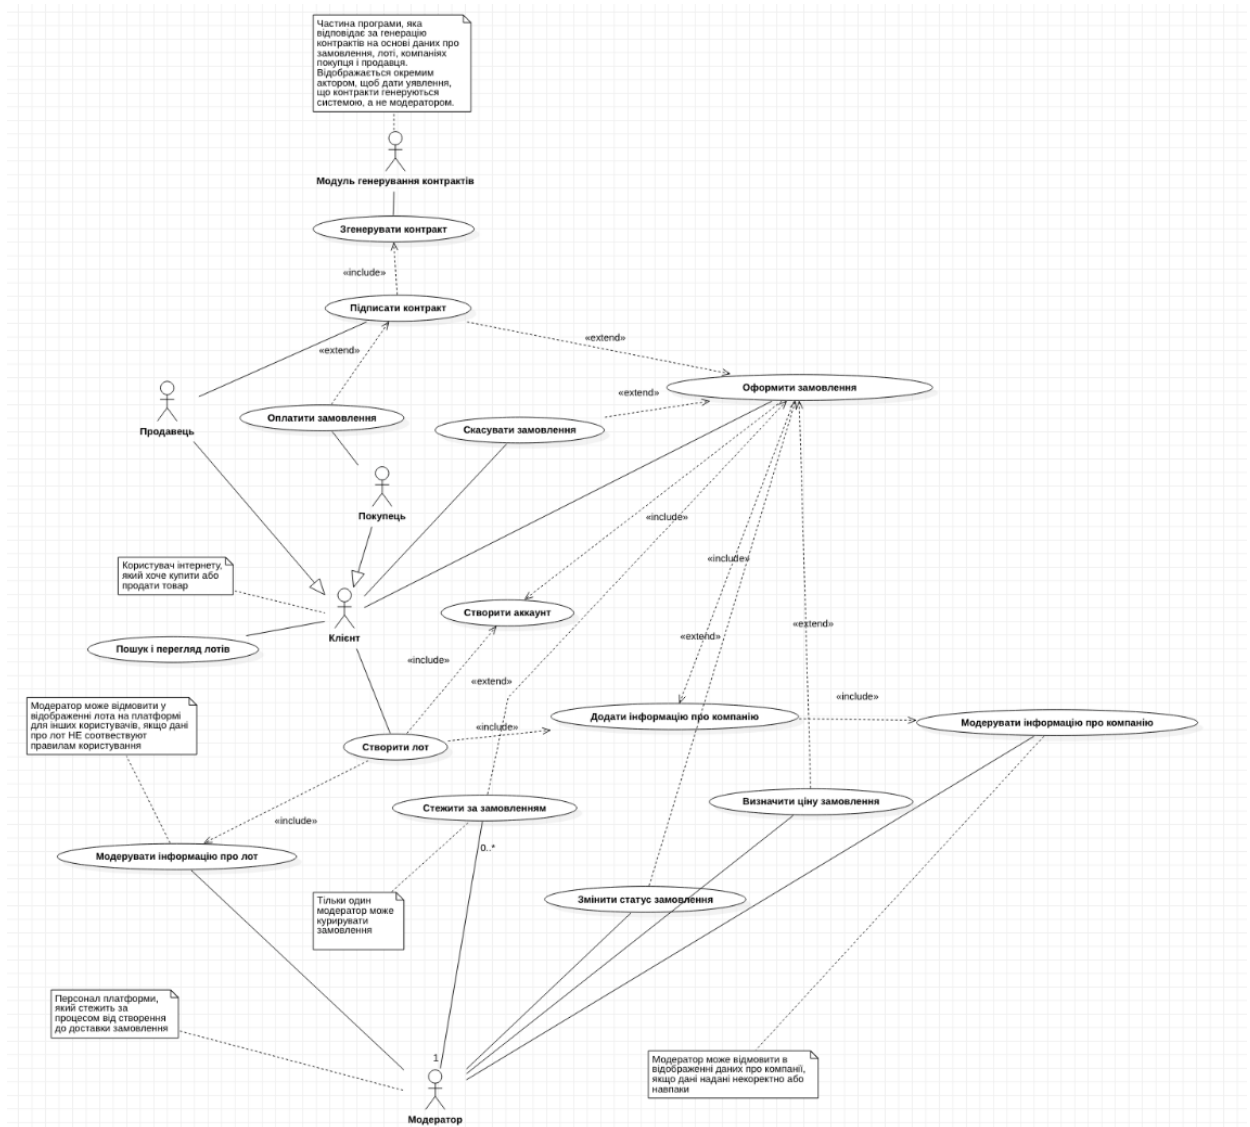 Частина програми, яка
відповідає за генерацію
контрактів на основі даних про
замовлення, лоті, компаніях
покупця і продавця.
Відображається окремим
актором, щоб дати уявлення,
що контракти генеруються
системою, а не модератором.
Модуль генерування контрактів
Згенерувати контракт
«include»
Підписати контракт
«extend»
«extend»
Оформити замовлення
«extend»
Продавець
Оплатити замовлення
Скасувати замовлення
Покупець
«include»
«include»
Користувач інтернету,
який хоче купити або
продати товар
Створити аккаунт
Клієнт
«extend»
«extend»
Пошук і перегляд лотів
«include»
«extend»
«include»
Модератор може відмовити у
відображенні лота на платформі
для інших користувачів, якщо дані
про лот НЕ соотвествуют
правилам користування
Додати інформацію про компанію
Модерувати інформацію про компанію
«include»
Створити лот
Стежити за замовленням
Визначити ціну замовлення
«include»
0..*
Модерувати інформацію про лот
Тільки один
модератор може
курирувати
замовлення
Змінити статус замовлення
Персонал платформи,
який стежить за
процесом від створення
до доставки замовлення
1
Модератор може відмовити в
відображенні даних про компанії,
якщо дані надані некоректно або
навпаки
Модератор